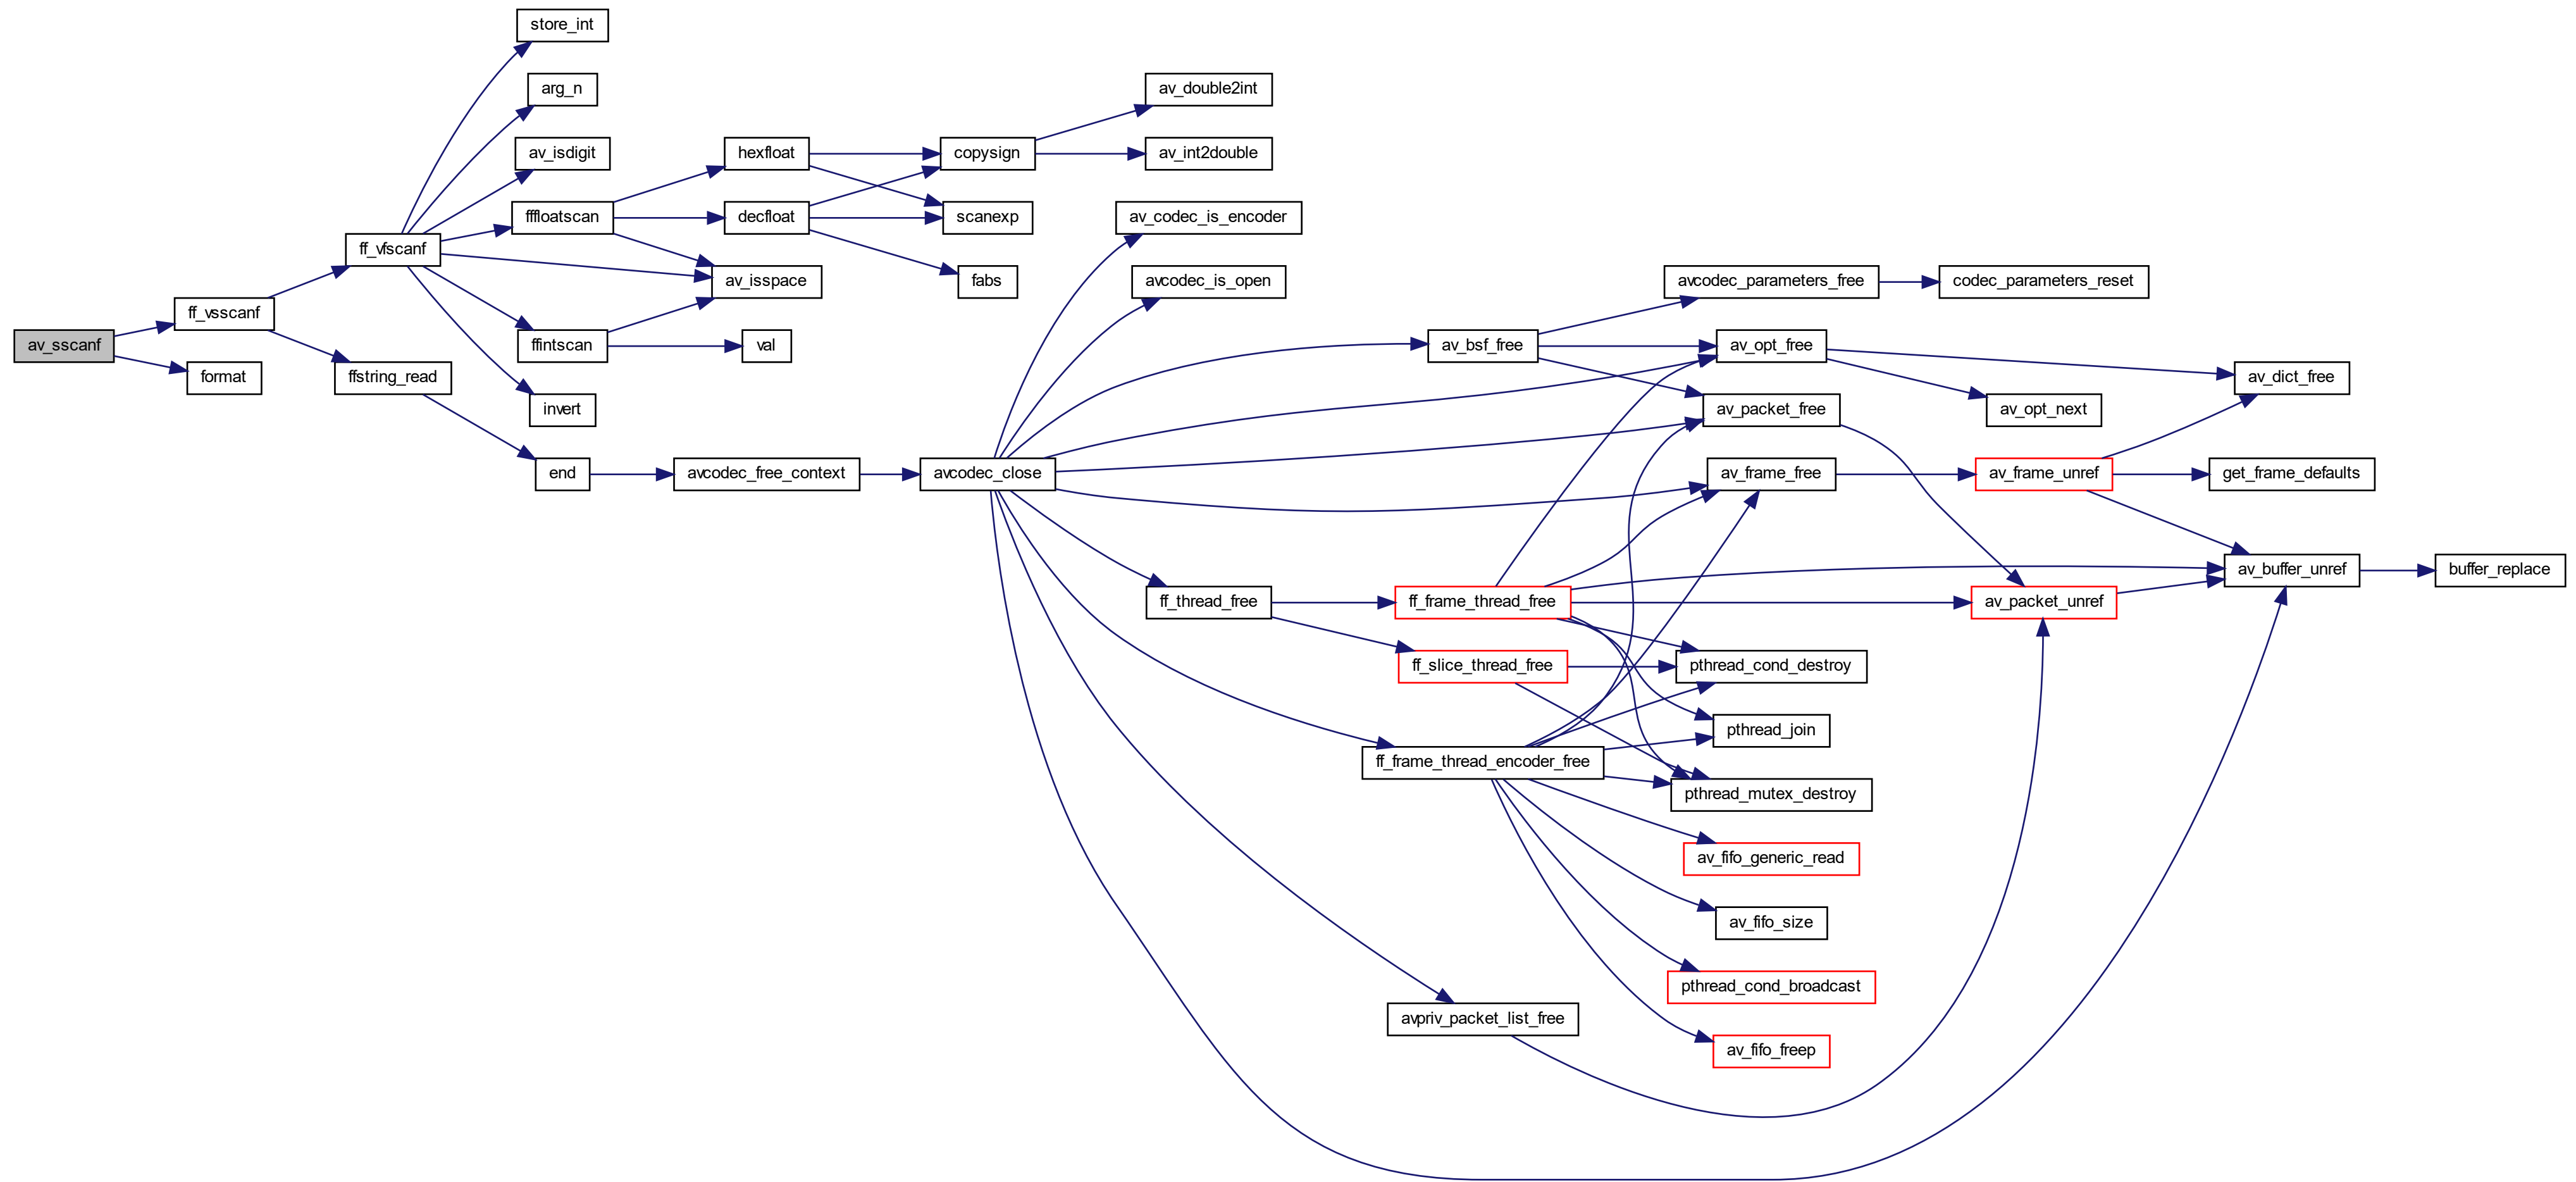 store_int
arg_n
av_double2int
av_isdigit
hexfloat
copysign
av_int2double
fffloatscan
decfloat
scanexp
av_codec_is_encoder
ff_vfscanf
av_isspace
fabs
avcodec_is_open
avcodec_parameters_free
codec_parameters_reset
ff_vsscanf
av_sscanf
ffintscan
val
av_bsf_free
av_opt_free
format
ffstring_read
av_dict_free
invert
av_packet_free
av_opt_next
end
avcodec_free_context
avcodec_close
av_frame_free
av_frame_unref
get_frame_defaults
av_buffer_unref
buffer_replace
ff_thread_free
ff_frame_thread_free
av_packet_unref
ff_slice_thread_free
pthread_cond_destroy
pthread_join
ff_frame_thread_encoder_free
pthread_mutex_destroy
av_fifo_generic_read
av_fifo_size
pthread_cond_broadcast
avpriv_packet_list_free
av_fifo_freep